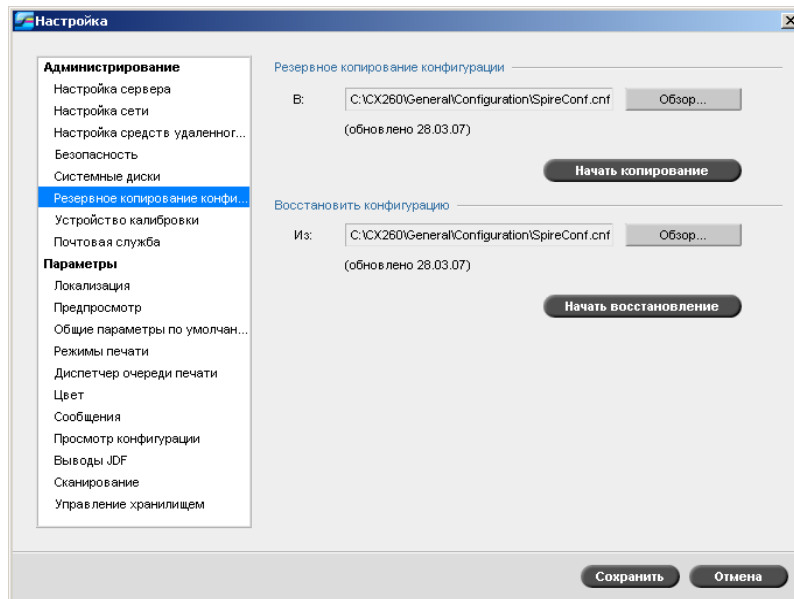 Настройка
Администрирование
Настройка сервера
Настройка сети
Настройка средств удаленног...
Безопасность
Системные диски
Резервное копирование конфи...
Устройство калибровки
Почтовая служба
Параметры
Локализация
Предпросмотр
Общие параметры по умолчан...
Режимы печати
Диспетчер очереди печати
Цвет
Сообщения
Просмотр конфигурации
Выводы JDF
Сканирование
Управление хранилищем
Резервное копирование конфигурации
В: C:\CX260\General\Configuration\SpireConf.cnf Обзор...
(обновлено 28.03.07)
Начать копирование
Восстановить конфигурацию
Из: C:\CX260\General\Configuration\SpireConf.cnf Обзор...
(обновлено 28.03.07)
Начать восстановление
Сохранить Отмена